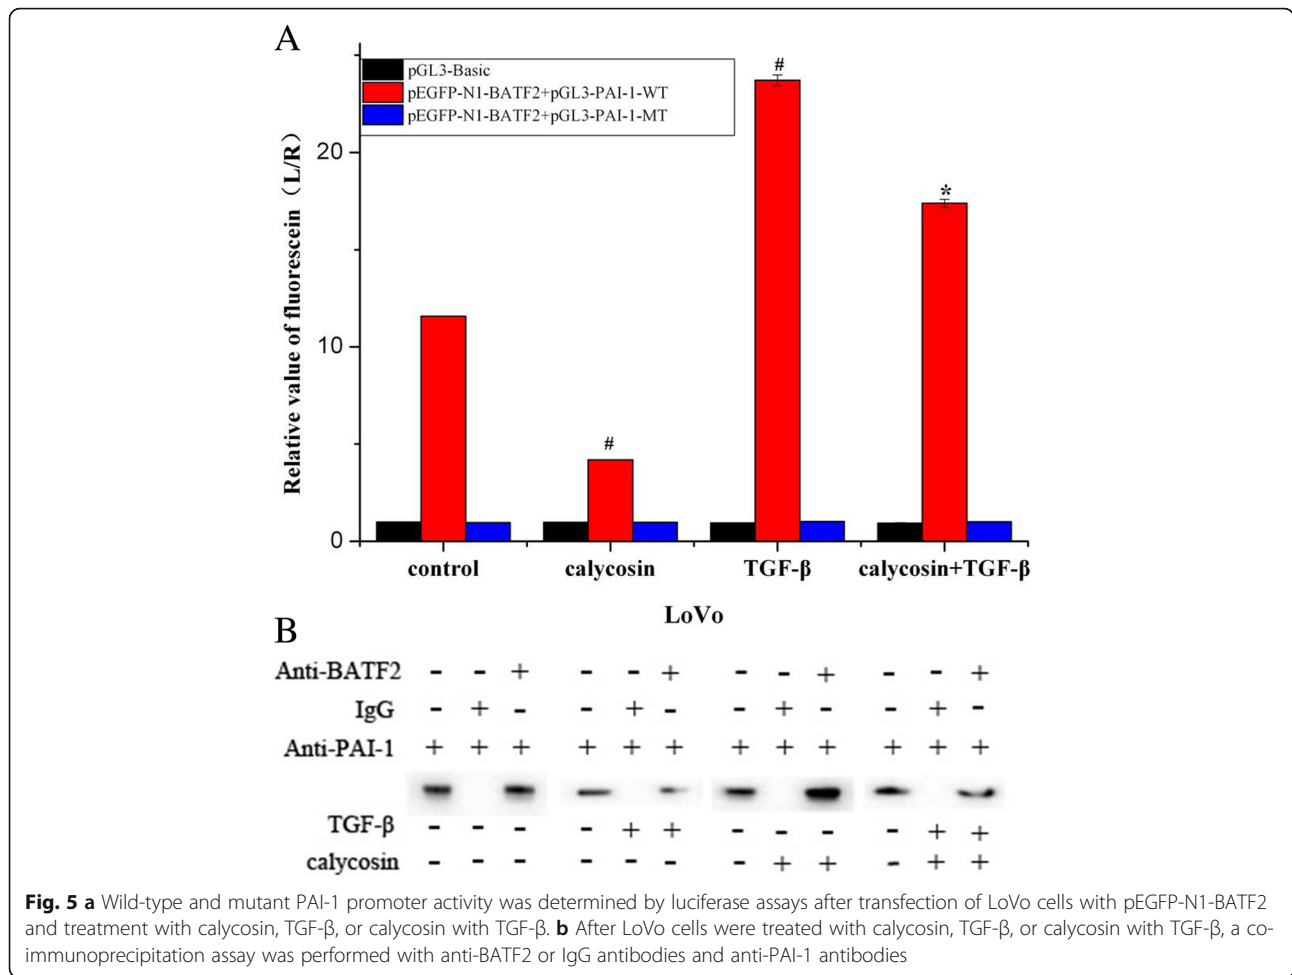 A
pGL3-Basic
pEGFP-N1-BATF2+pGL3-PAI-1-WT
pEGFP-N1-BATF2+pGL3-PAI-1-MT
Relative value of fluorescein (L/R)
20
10
0
#
#
*
control calycosin TGF-β calycosin+TGF-β
LoVo
B
Anti-BATF2 - - + - - + - - + - - +
IgG - + - - + - - + - - + -
Anti-PAI-1 + + + + + + + + + + + +
TGF-β - - - - + + - - - - + +
calycosin - - - - - - - + + - + +
Fig. 5 a Wild-type and mutant PAI-1 promoter activity was determined by luciferase assays after transfection of LoVo cells with pEGFP-N1-BATF2
and treatment with calycosin, TGF-β, or calycosin with TGF-β. b After LoVo cells were treated with calycosin, TGF-β, or calycosin with TGF-β, a co-
immunoprecipitation assay was performed with anti-BATF2 or IgG antibodies and anti-PAI-1 antibodies